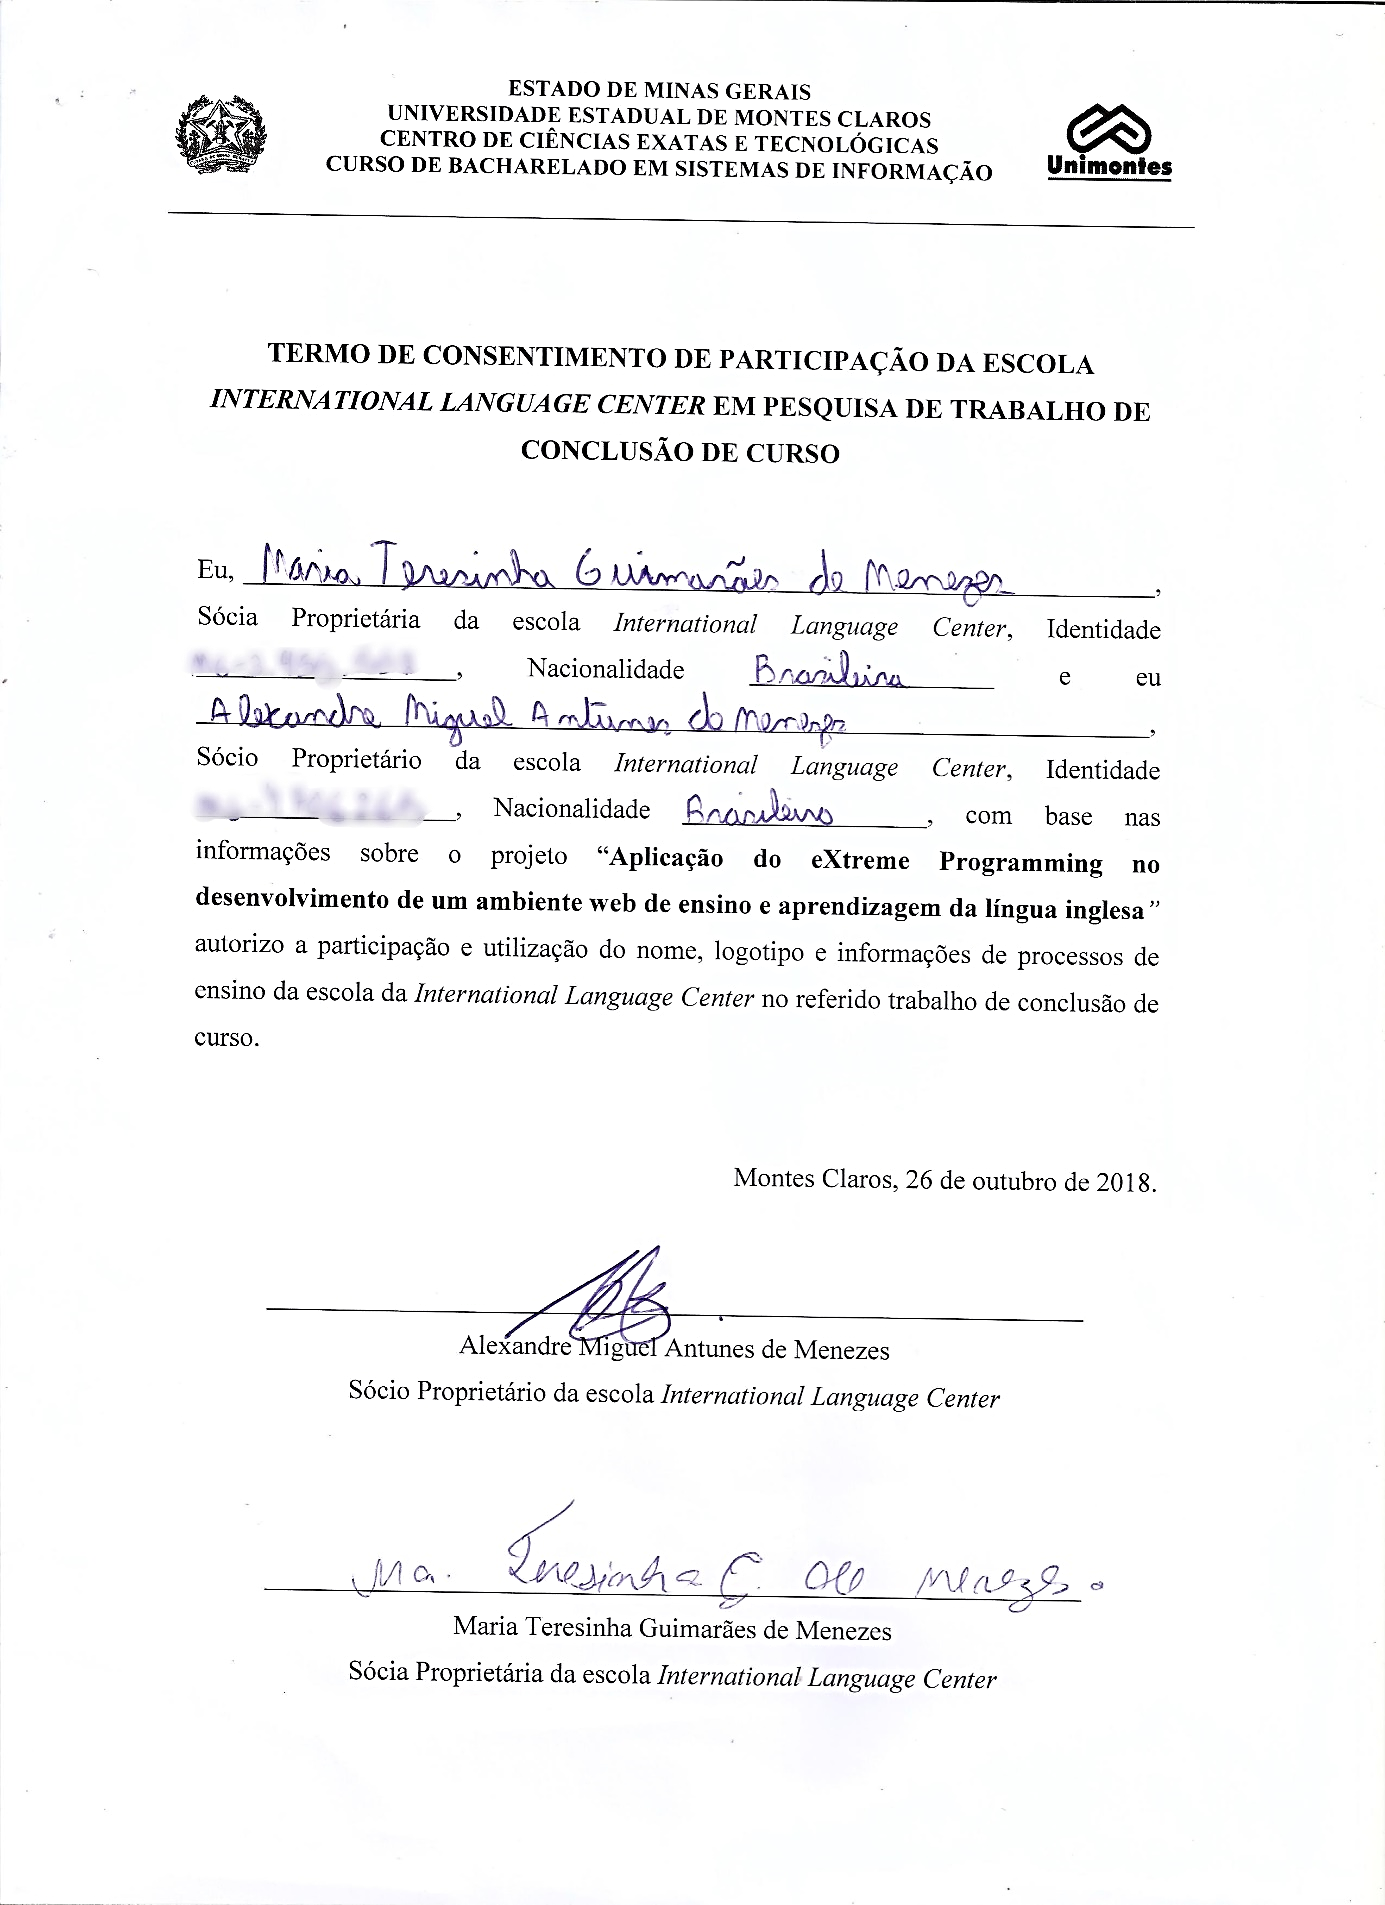 ESTADO DE MINAS GERAIS
UNIVERSIDADE ESTADUAL DE MONTES CLAROS
CENTRO DE CIÊNCIAS EXATAS E TECNOLÓGICAS
CURSO DE BACHARELADO EM SISTEMAS DE INFORMAÇÃO
Unimontes
TERMO DE CONSENTIMENTO DE PARTICIPAÇÃO DA ESCOLA
INTERNATIONAL LANGUAGE CENTER EM PESQUISA DE TRABALHO DE
CONCLUSÃO DE CURSO
Eu, Maria Teresinha Guimarães de Menezes,
Sócia Proprietária da escola International Language Center, Identidade
, Nacionalidade Brasileira e eu
Alexandre Miguel Antunes de Menezes,
Sócio Proprietário da escola International Language Center, Identidade
, Nacionalidade Brasileiro, com base nas
informações sobre o projeto “Aplicação do eXtreme Programming no
desenvolvimento de um ambiente web de ensino e aprendizagem da língua inglesa”
autorizo a participação e utilização do nome, logotipo e informações de processos de
ensino da escola da International Language Center no referido trabalho de conclusão de
curso.
Montes Claros, 26 de outubro de 2018.
Alexandre Miguel Antunes de Menezes
Sócio Proprietário da escola International Language Center
Ma. Teresinha G. de Menezes
Maria Teresinha Guimarães de Menezes
Sócia Proprietária da escola International Language Center